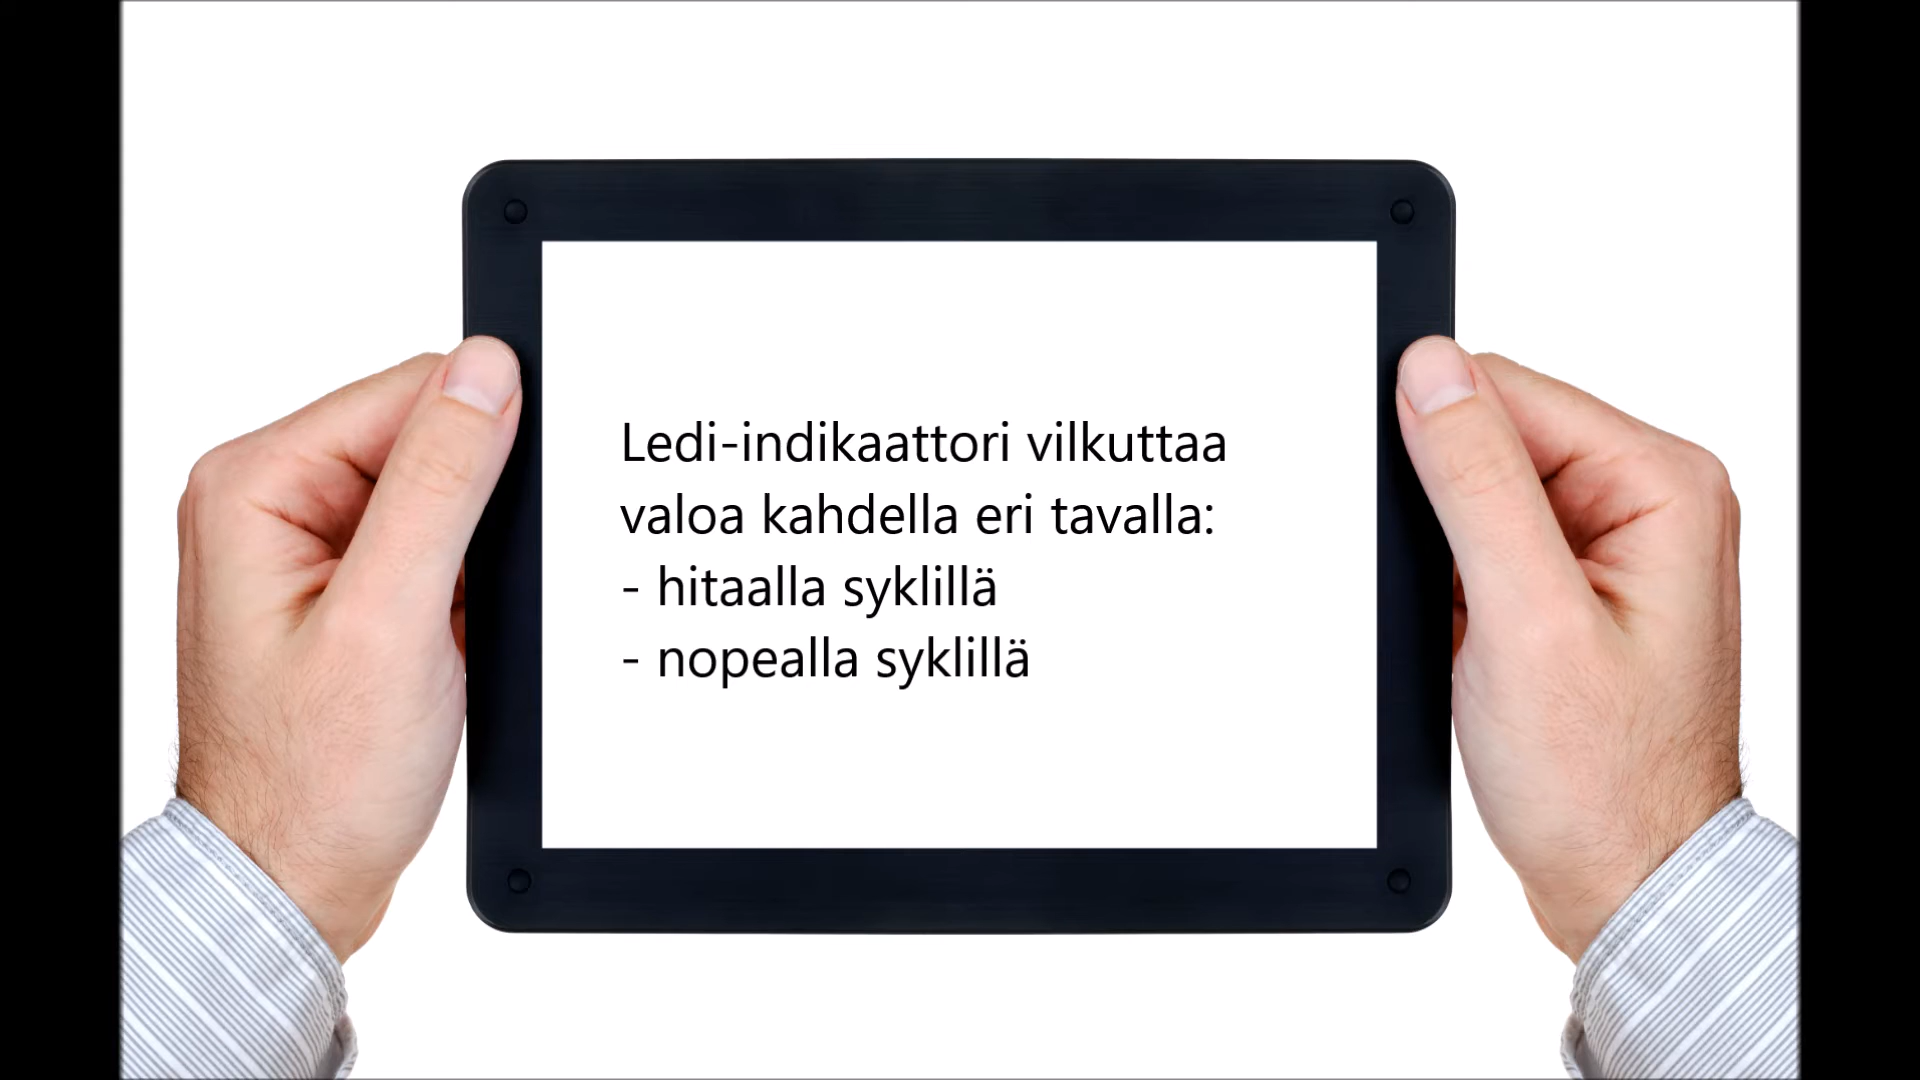 Ledi-indikaattori vilkuttaa
valoa kahdella eri tavalla:
- hitaalla syklillä
- nopealla syklillä